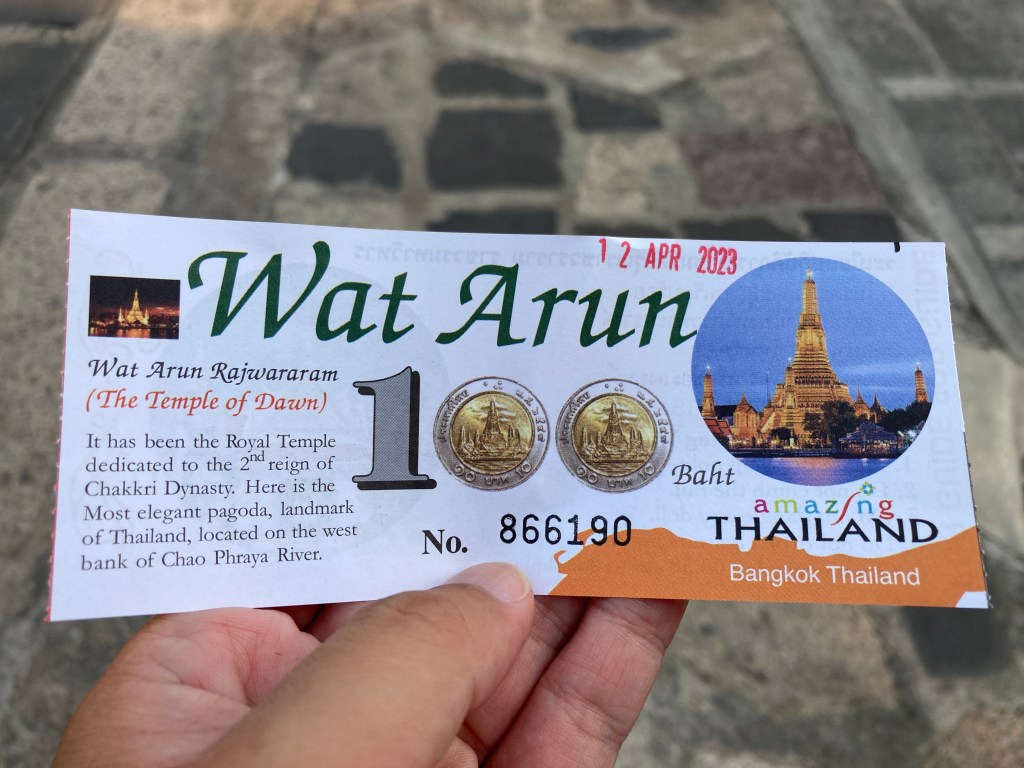 12 APR 2023
Wat Arun
Wat Arun Rajwararam
(The Temple of Dawn)
It has been the Royal Temple
dedicated to the 2nd reign of
Chakkri Dynasty. Here is the
Most elegant pagoda, landmark
of Thailand, located on the west
bank of Chao Phraya River.
1
Baht
No. 866190
amazing
THAILAND
Bangkok Thailand